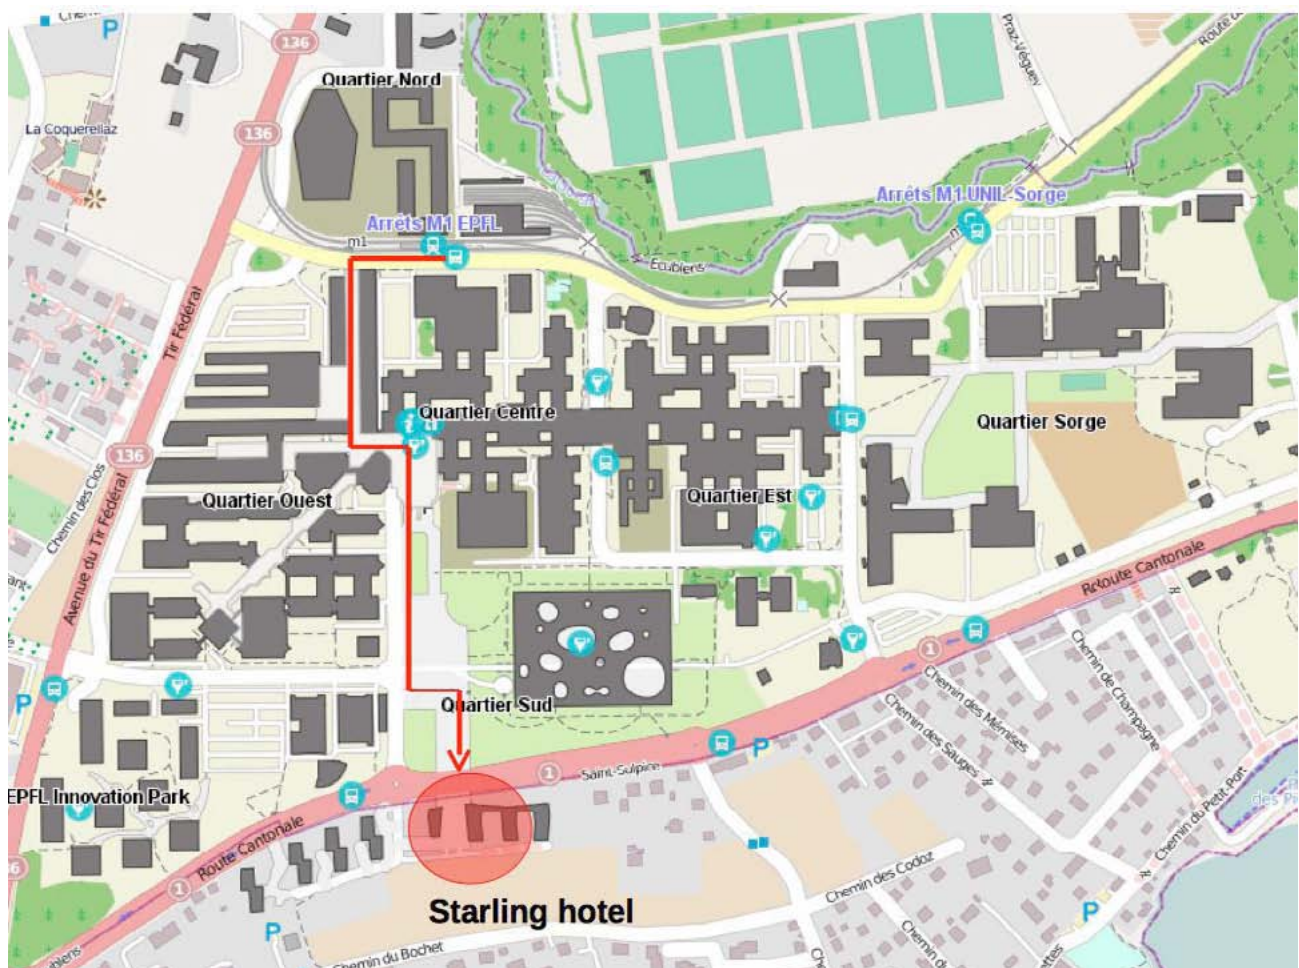 Chemin
P
136
Praz-Véguey
Route de
Quartier Nord
La Coquerellaz
136
Arrêts M1 EPFL
Arrêts M1 UNIL-Sorge
m1
Ecublens
Tir Fédéral
Quartier Centre
Quartier Sorge
136
Chemin des Clos
Quartier Ouest
Quartier Est
Avenue du Tir Fédéral
Route Cantonale
1
P
Quartier Sud
Chemin de Champagne
Chemin des Mémises
Chemin des Sauges
P
1
Saint-Sulpice
EPFL Innovation Park
Chemin du Petit-Port
Route Cantonale
1
Chemin des Codoz
Starling hotel
P
P
Chemin du Bochet